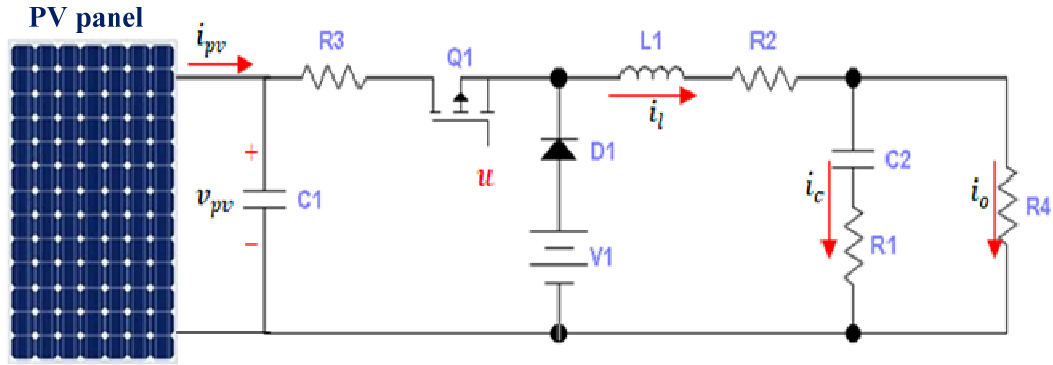 PV panel
i_pv
R3
Q1
L1
R2
i_l
+
v_pv
−
C1
u
D1
V1
C2
i_c
R1
i_o
R4